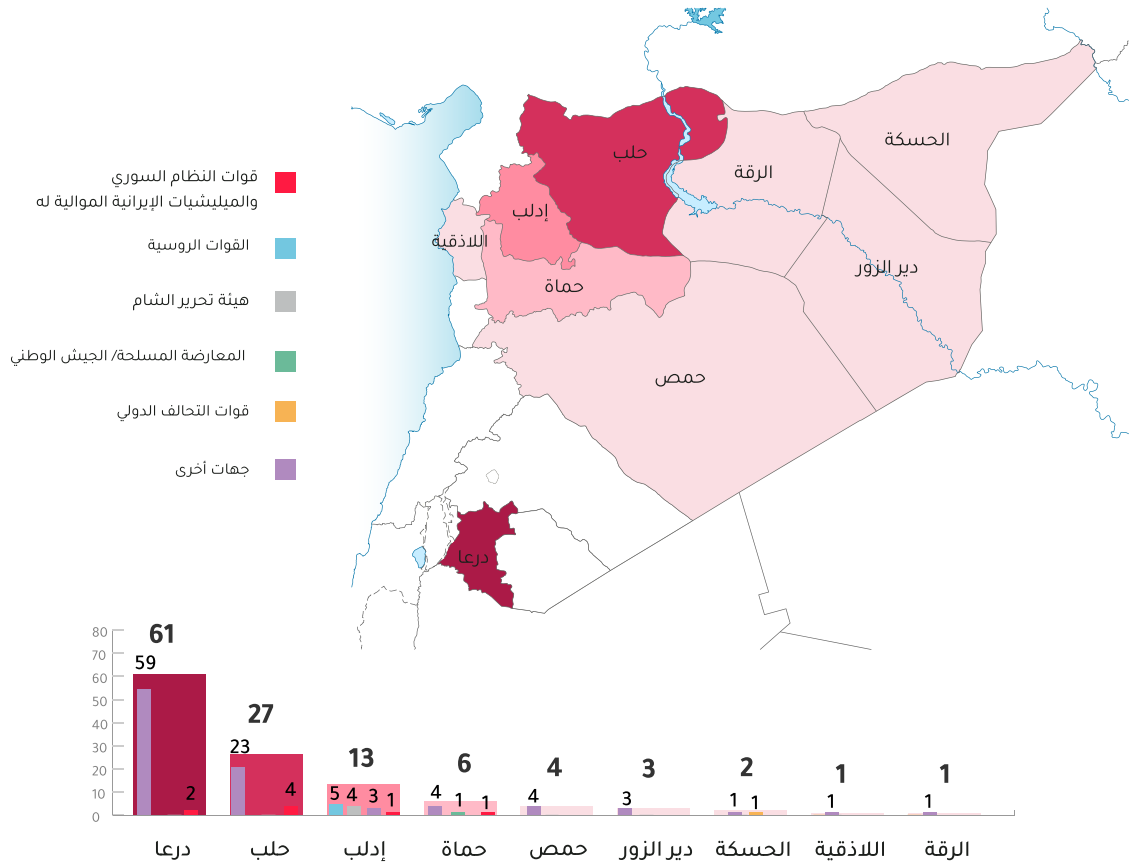 حلب
الحسكة
الرقة
إدلب
اللاذقية
دير الزور
حماة
حمص
درعا
قوات النظام السوري
والميليشيات الإيرانية الموالية له
القوات الروسية
هيئة تحرير الشام
المعارضة المسلحة/ الجيش الوطني
قوات التحالف الدولي
جهات أخرى
80
70
60
50
40
30
20
10
0
61
59
2
27
23
4
13
5
4
3
1
6
4
1
1
4
4
3
3
2
1
1
1
1
1
1
درعا
حلب
إدلب
حماة
حمص
دير الزور
الحسكة
اللاذقية
الرقة